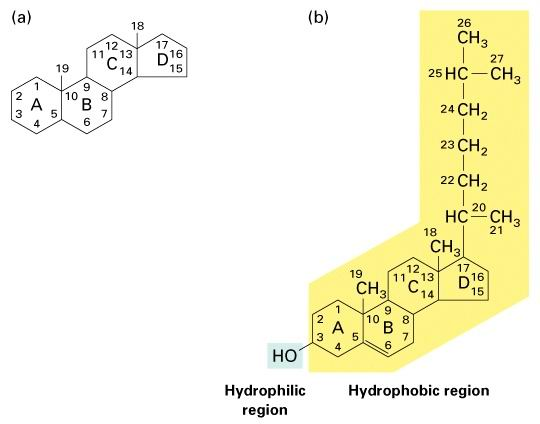 (a)
18
12
17
11
13
16
C
D
19
14
15
1
9
2
10
8
A
B
3
5
7
4
6
(b)
26
CH3
27
25 HC CH3
24 CH2
23 CH2
22 CH2
20
HC CH3
21
18
CH3
12
17
11
13
16
C
D
19
14
15
CH3
1
9
2
10
8
A
B
3
5
7
4
6
HO
Hydrophilic
region
Hydrophobic region